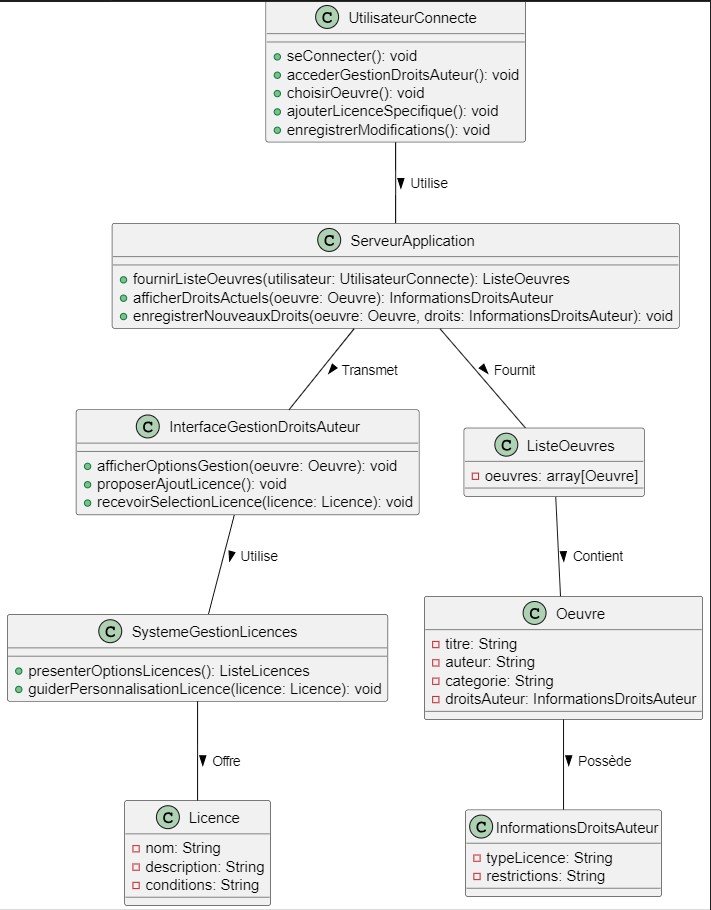 C UtilisateurConnecte
seConnecter(): void
accederGestionDroitsAuteur(): void
choisirOeuvre(): void
ajouterLicenceSpecifique(): void
enregistrerModifications(): void
Utilise
C ServeurApplication
fournirListeOeuvres(utilisateur: UtilisateurConnecte): ListeOeuvres
afficherDroitsActuels(oeuvre: Oeuvre): InformationsDroitsAuteur
enregistrerNouveauxDroits(oeuvre: Oeuvre, droits: InformationsDroitsAuteur): void
Transmet
Fournit
C InterfaceGestionDroitsAuteur
afficherOptionsGestion(oeuvre: Oeuvre): void
proposerAjoutLicence(): void
recevoirSelectionLicence(licence: Licence): void
C ListeOeuvres
oeuvres: array[Oeuvre]
Utilise
Contient
C SystemeGestionLicences
presenterOptionsLicences(): ListeLicences
guiderPersonnalisationLicence(licence: Licence): void
C Oeuvre
titre: String
auteur: String
categorie: String
droitsAuteur: InformationsDroitsAuteur
Offre
Possède
C Licence
nom: String
description: String
conditions: String
C InformationsDroitsAuteur
typeLicence: String
restrictions: String